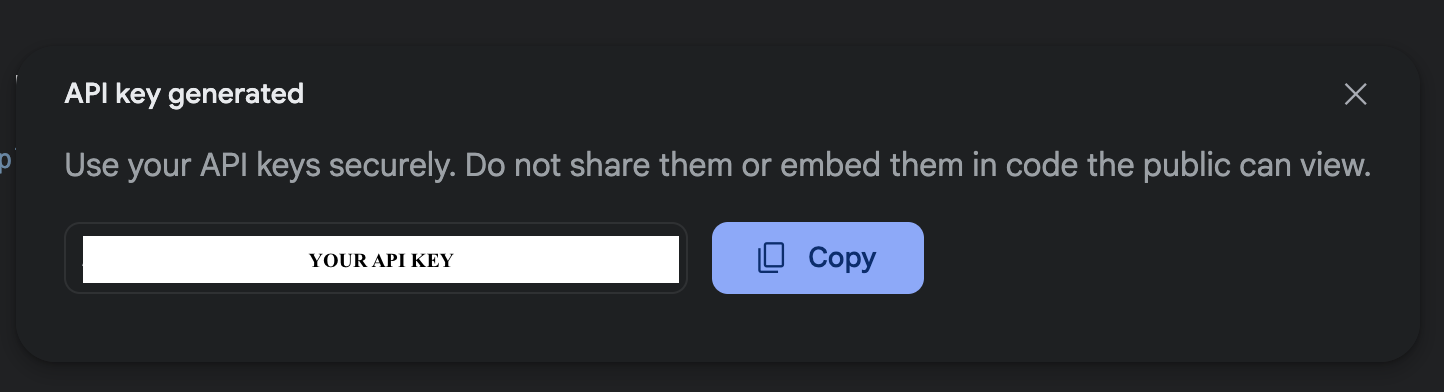 API key generated
p
Use your API keys securely. Do not share them or embed them in code the public can view.
YOUR API KEY
Copy